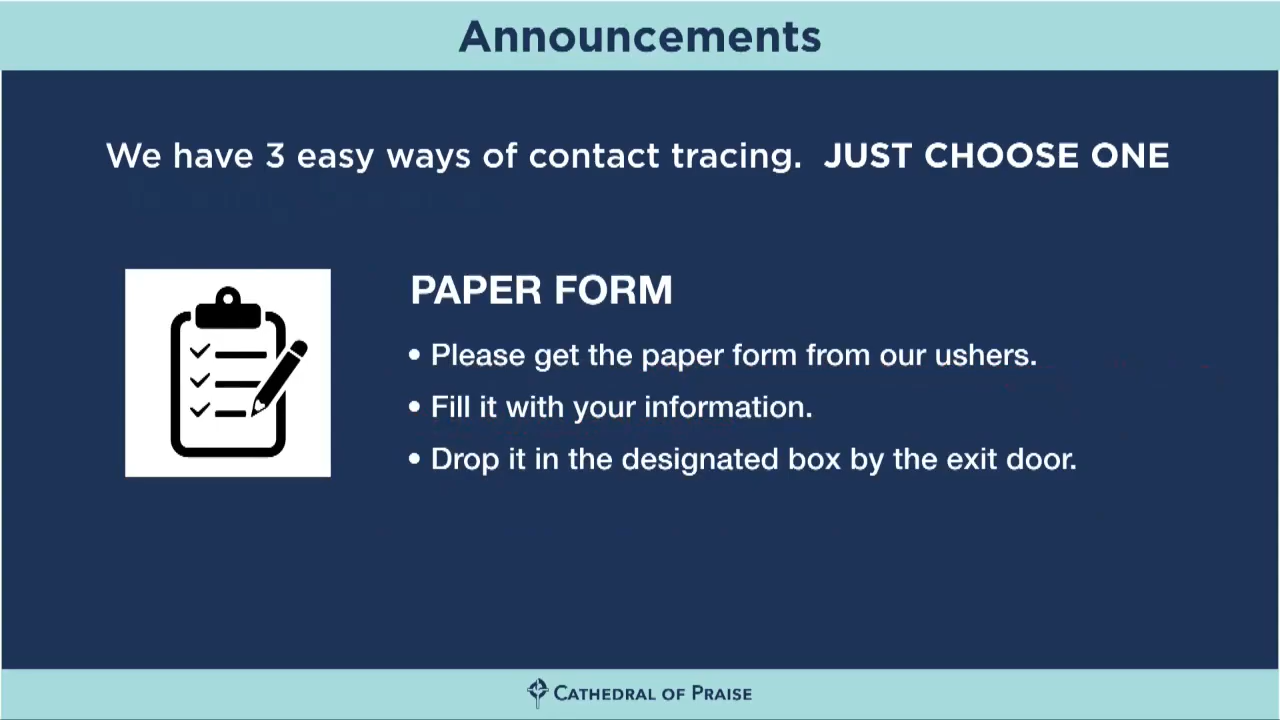 Announcements
We have 3 easy ways of contact tracing. JUST CHOOSE ONE
PAPER FORM
• Please get the paper form from our ushers.
• Fill it with your information.
• Drop it in the designated box by the exit door.
CATHEDRAL OF PRAISE